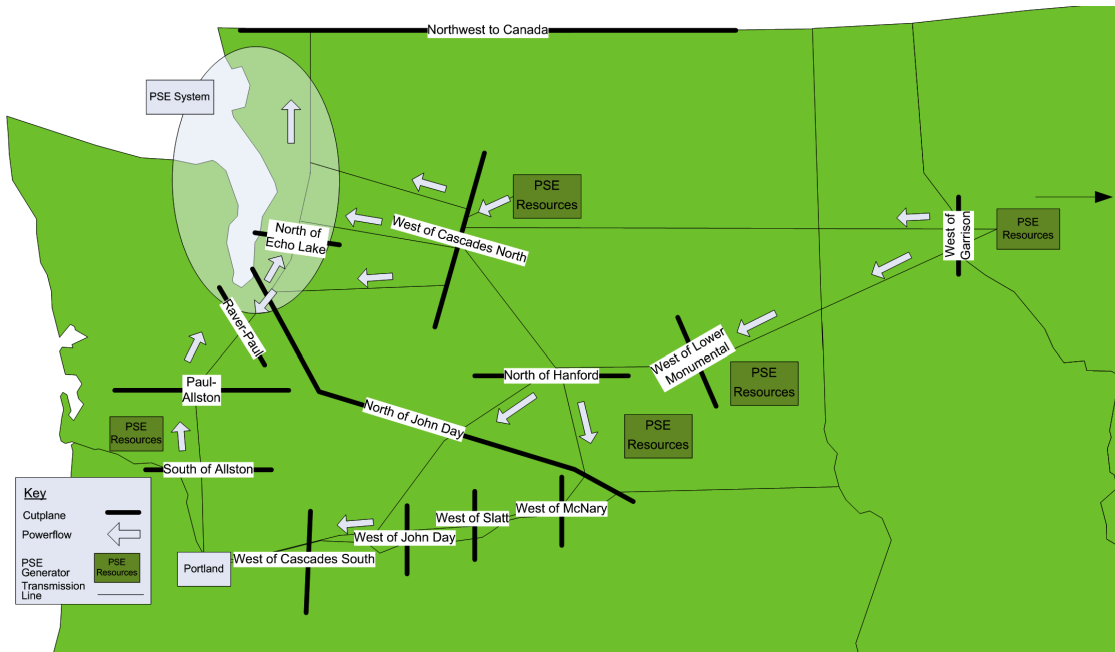 Northwest to Canada
PSE System
PSE
Resources
North of
Echo Lake
West of Cascades North
West of
Garrison
PSE
Resources
Raver-Paul
West of Lower
Monumental
PSE
Resources
Paul-
Allston
North of Hanford
North of John Day
PSE
Resources
PSE
Resources
South of Allston
West of McNary
West of Slatt
West of John Day
West of Cascades South
Portland
Key
Cutplane
Powerflow
PSE
Generator
PSE
Resources
Transmission
Line